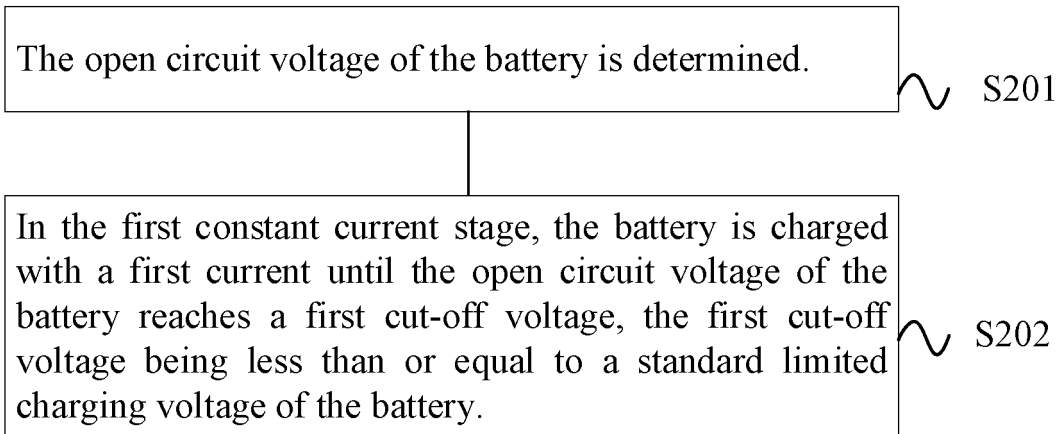 The open circuit voltage of the battery is determined.
S201
In the first constant current stage, the battery is charged
with a first current until the open circuit voltage of the
battery reaches a first cut-off voltage, the first cut-off
voltage being less than or equal to a standard limited
charging voltage of the battery.
S202